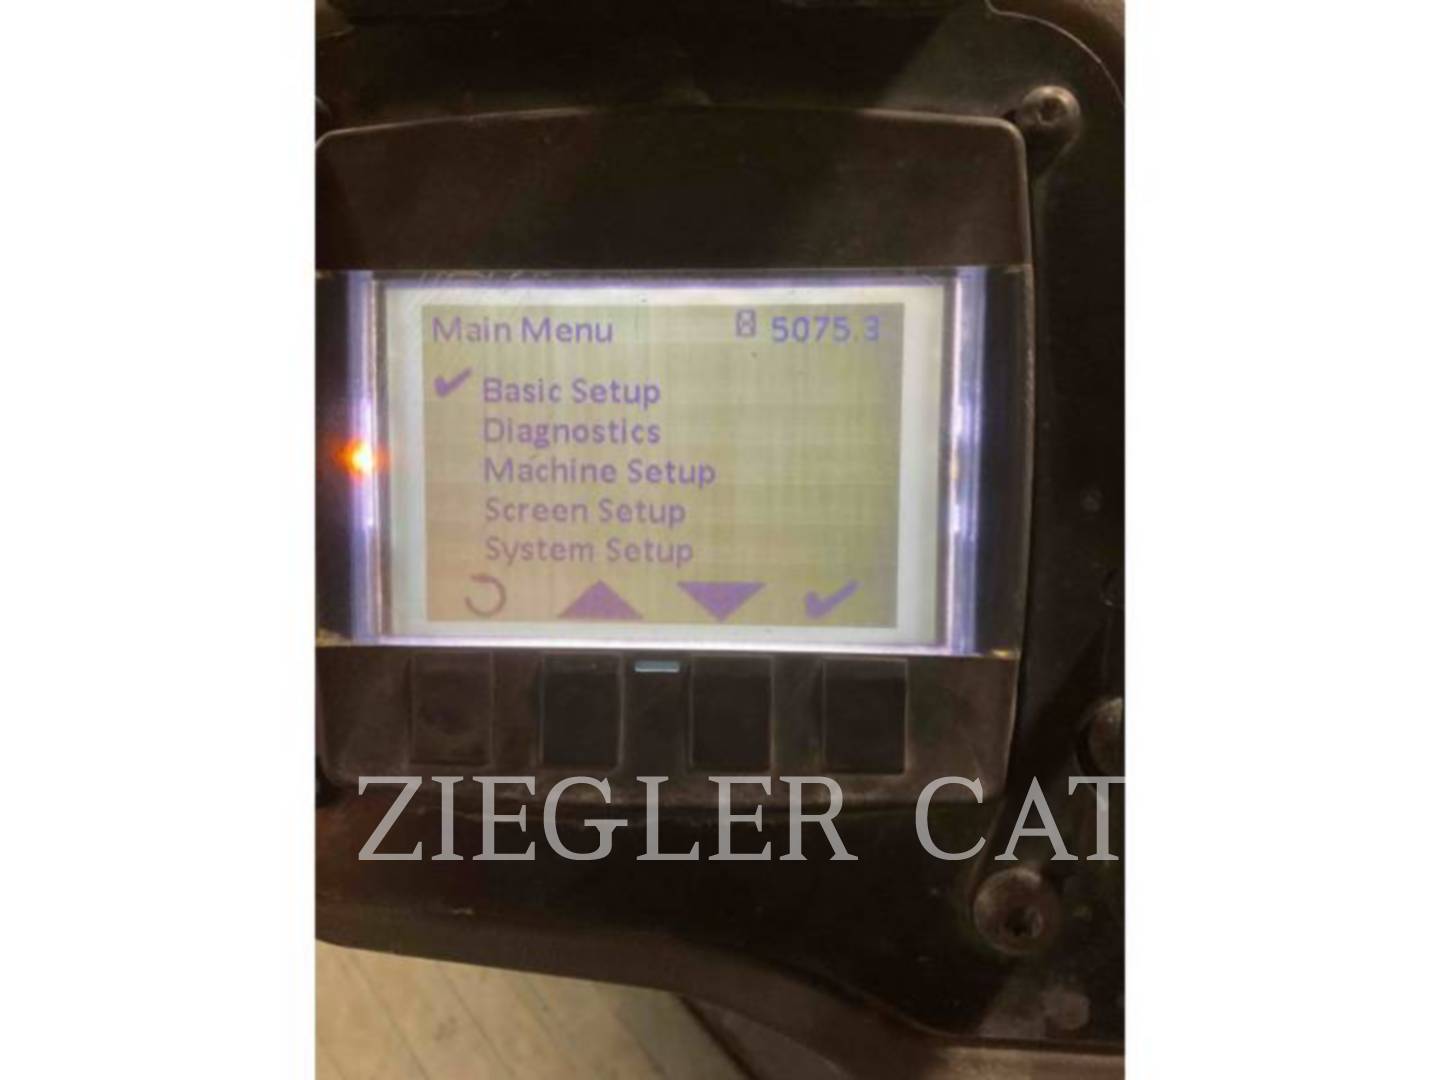 Main Menu 5075.3
Basic Setup
Diagnostics
Machine Setup
Screen Setup
System Setup
ZIEGLER CAT